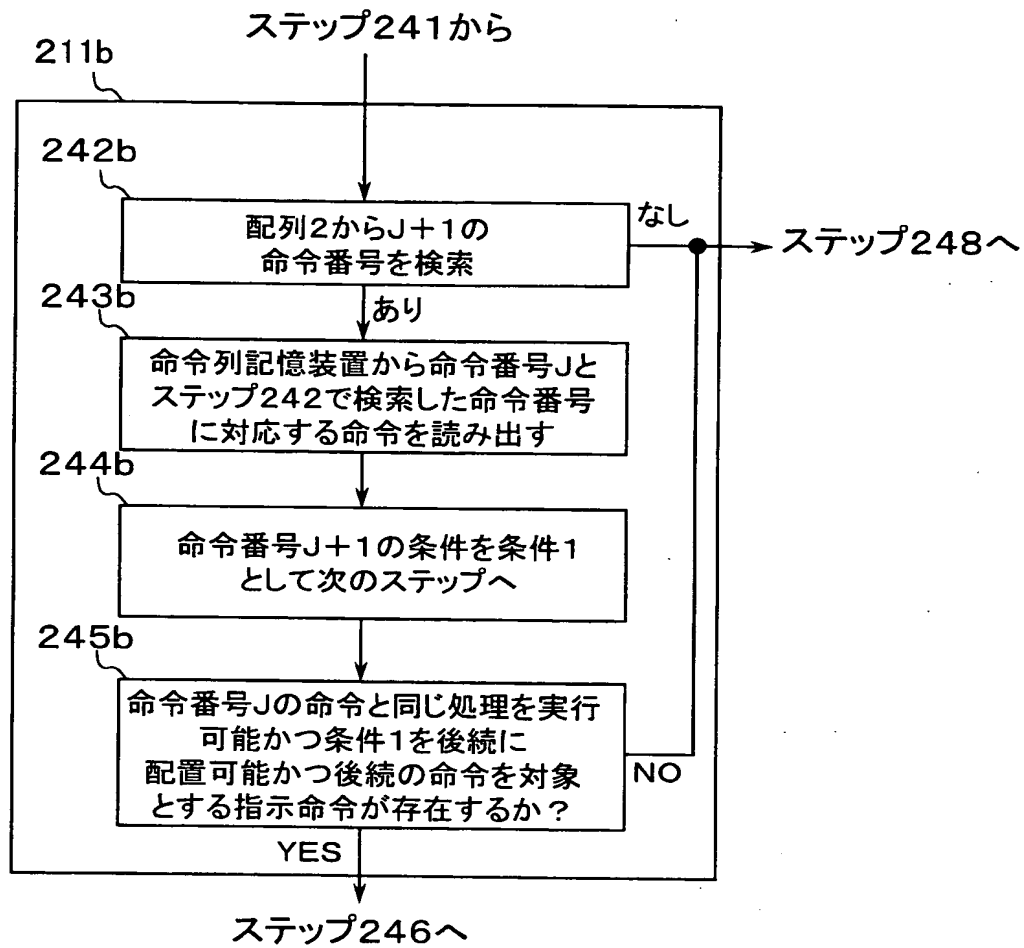 ステップ241から
211b
242b
配列2からJ+1の
命令番号を検索
なし
ステップ248へ
あり
243b
命令列記憶装置から命令番号Jと
ステップ242で検索した命令番号
に対応する命令を読み出す
244b
命令番号J+1の条件を条件1
として次のステップへ
245b
命令番号Jの命令と同じ処理を実行
可能かつ条件1を後続に
配置可能かつ後続の命令を対象
とする指示命令が存在するか?
NO
YES
ステップ246へ